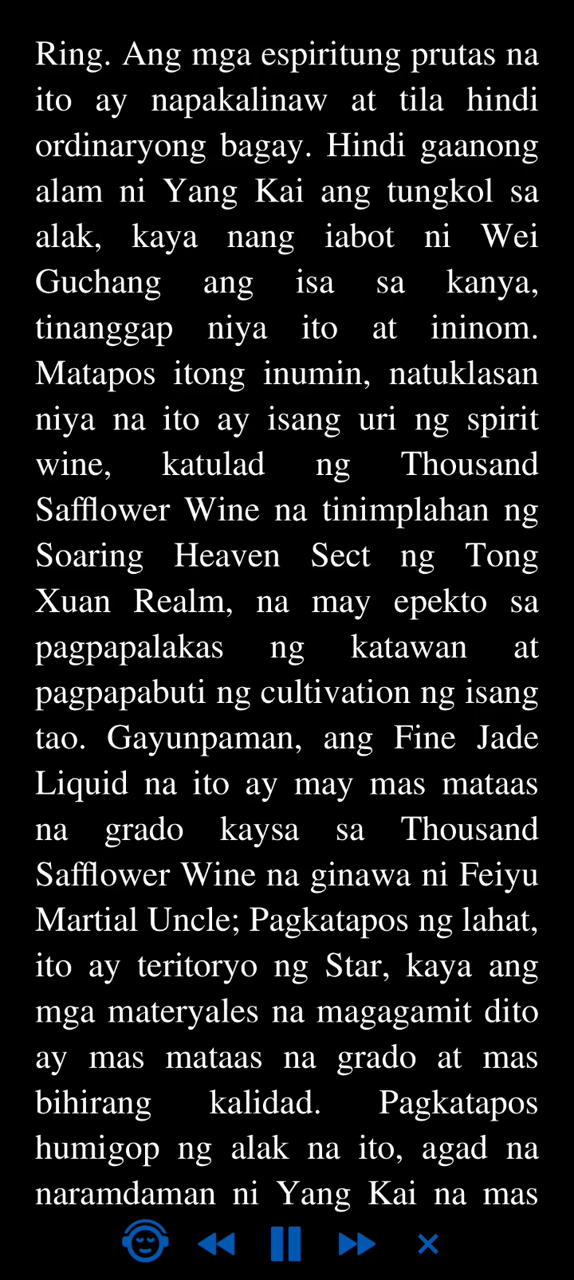 Ring. Ang mga espiritung prutas na
ito ay napakalinaw at tila hindi
ordinaryong bagay. Hindi gaanong
alam ni Yang Kai ang tungkol sa
alak, kaya nang iabot ni Wei
Guchang ang isa sa kanya,
tinanggap niya ito at ininom.
Matapos itong inumin, natuklasan
niya na ito ay isang uri ng spirit
wine, katulad ng Thousand
Safflower Wine na tinimplahan ng
Soaring Heaven Sect ng Tong
Xuan Realm, na may epekto sa
pagpapalakas ng katawan at
pagpapabuti ng cultivation ng isang
tao. Gayunpaman, ang Fine Jade
Liquid na ito ay may mas mataas
na grado kaysa sa Thousand
Safflower Wine na ginawa ni Feiyu
Martial Uncle; Pagkatapos ng lahat,
ito ay teritoryo ng Star, kaya ang
mga materyales na magagamit dito
ay mas mataas na grado at mas
bihirang kalidad. Pagkatapos
humigop ng alak na ito, agad na
naramdaman ni Yang Kai na mas